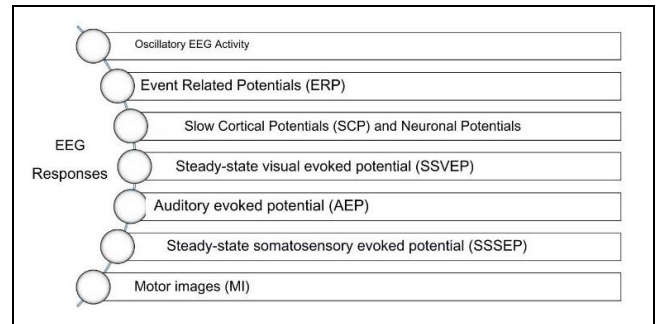 Oscillatory EEG Activity
Event Related Potentials (ERP)
Slow Cortical Potentials (SCP) and Neuronal Potentials
EEG
Responses
Steady-state visual evoked potential (SSVEP)
Auditory evoked potential (AEP)
Steady-state somatosensory evoked potential (SSSEP)
Motor images (MI)